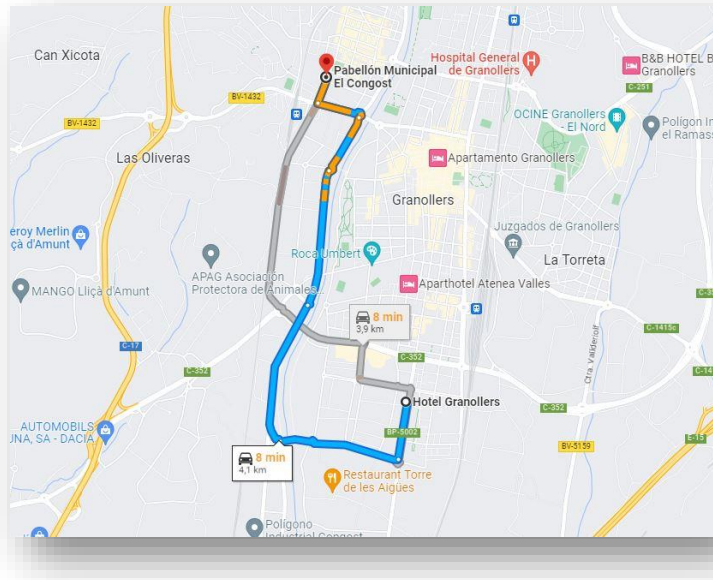 Can Xicota
Hospital General
de Granollers
B&B HOTEL B
Granollers
Pabellón Municipal
El Congost
C-251
BV-1432
BV-1432
OCINE Granollers
- El Nord
Polígon In
el Ramass
Las Oliveras
Apartamento Granollers
Granollers
eroy Merlin
çà d'Amunt
Juzgados de Granollers
Roca Umbert
La Torreta
APAG Asociación
Protectora de Animales...
MANGO Lliçà d'Amunt
Aparthotel Atenea Valles
8 min
3,9 km
C-1415c
C-17
C-352
C-352
Ctra. Valldoriolf
Hotel Granollers
C-352
AUTOMOBILS
UNA, SA - DACIA
BP-5002
BV-5159
E-15
8 min
4,1 km
Restaurant Torre
de les Aigües
Polígono
Industrial Congost